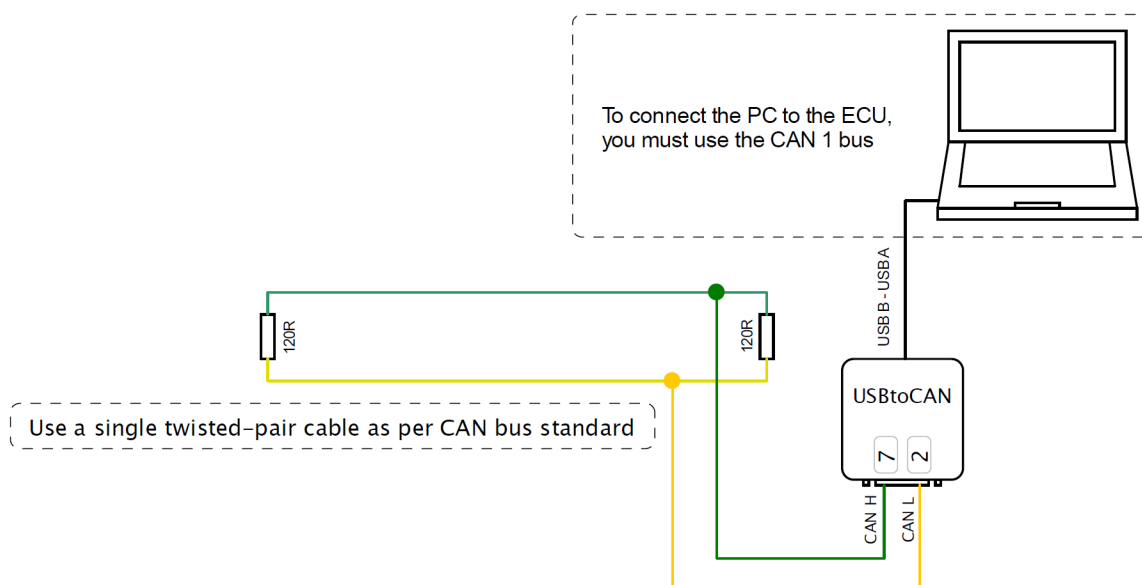 To connect the PC to the ECU,
you must use the CAN 1 bus
USB B - USB A
120R
120R
USBtoCAN
Use a single twisted-pair cable as per CAN bus standard
7
2
CAN H
CAN L